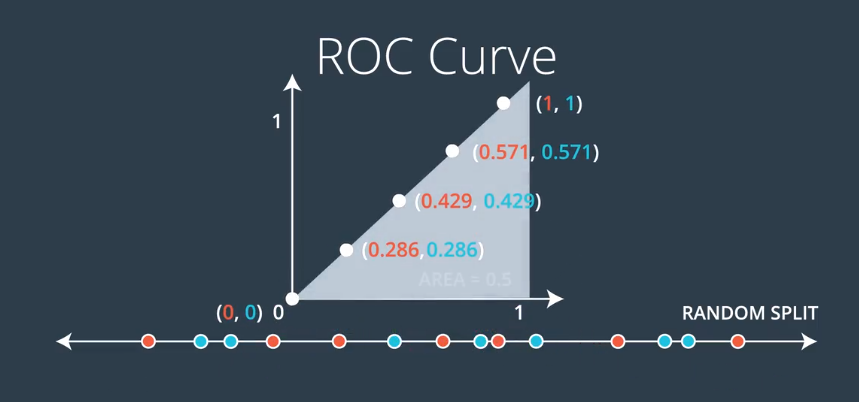 ROC Curve
1
(1, 1)
(0.571, 0.571)
(0.429, 0.429)
(0.286, 0.286)
AREA = 0.5
(0, 0) 0
1
RANDOM SPLIT